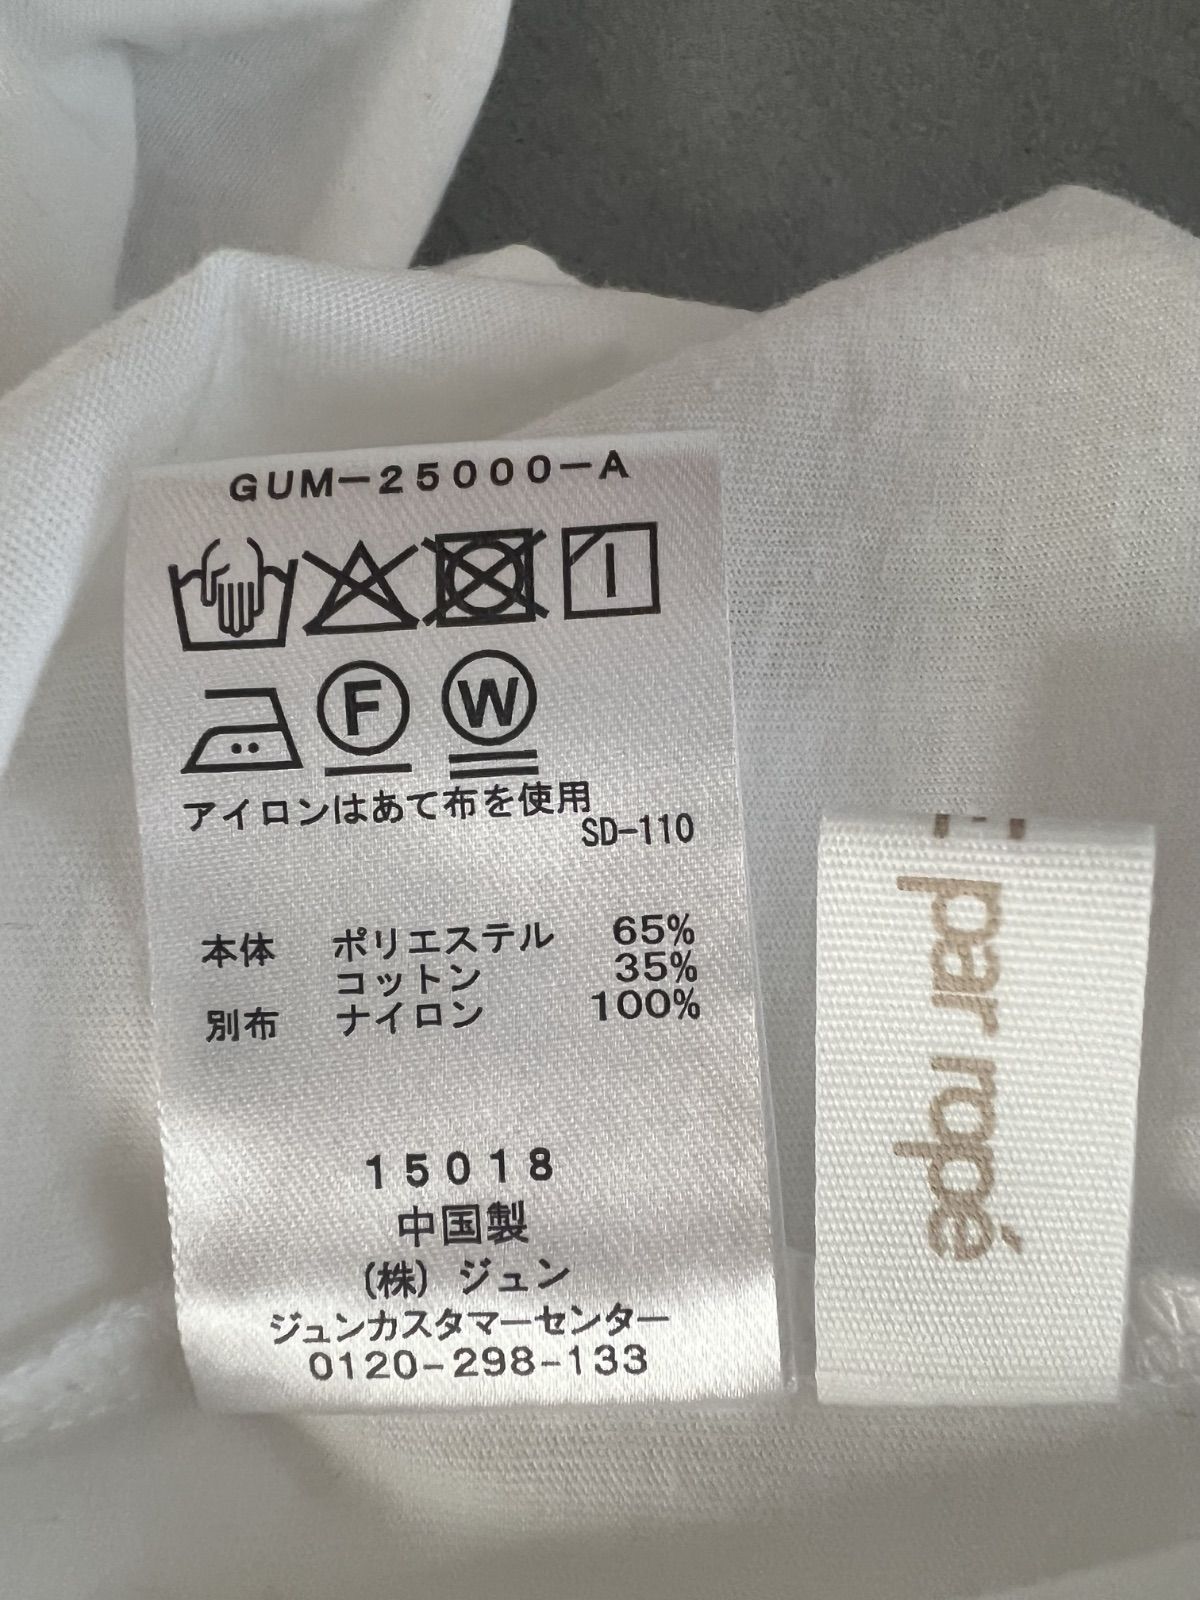 GUM-25000-A
F W
アイロンはあて布を使用
SD-110
本体 ポリエステル 65%
コットン 35%
別布 ナイロン 100%
15018
中国製
(株) ジュン
ジュンカスタマーセンター
0120-298-133
par ropé